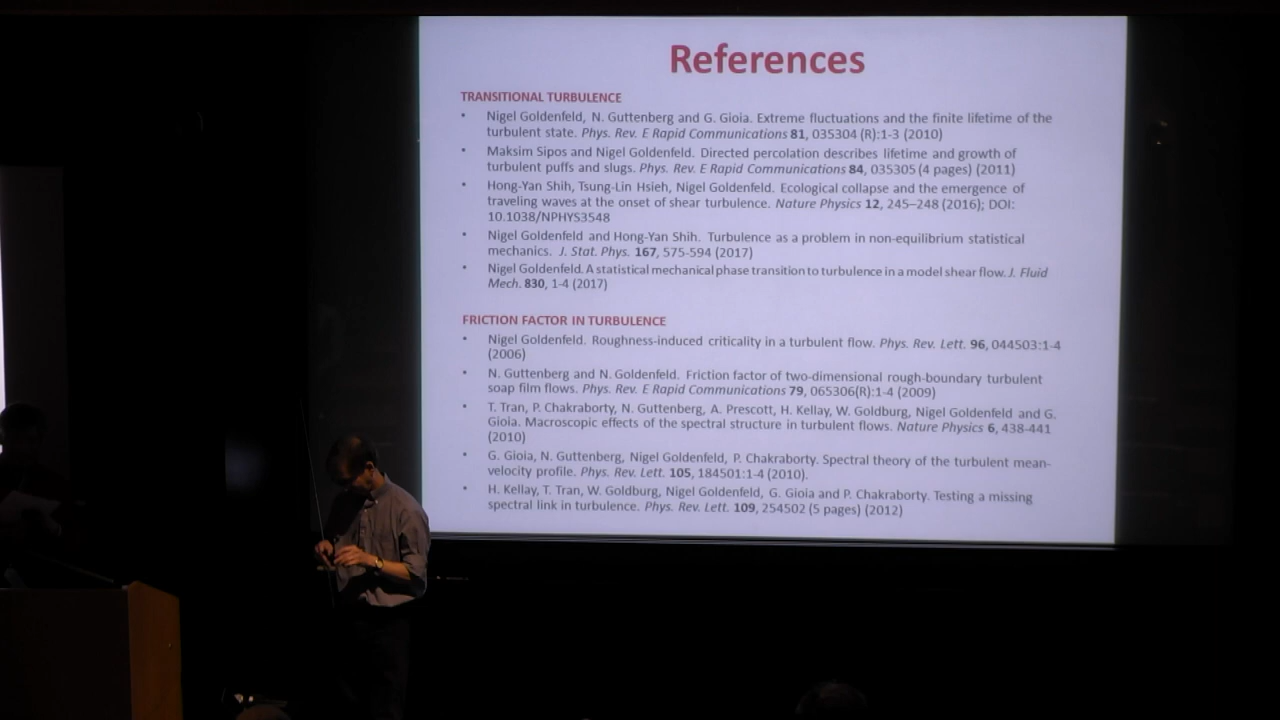 References
TRANSITIONAL TURBULENCE
• Nigel Goldenfeld, N. Guttenberg and G. Gioia. Extreme fluctuations and the finite lifetime of the
turbulent state. Phys. Rev. E Rapid Communications 81, 035304 (R):1-3 (2010)
• Maksim Sipos and Nigel Goldenfeld. Directed percolation describes lifetime and growth of
turbulent puffs and slugs. Phys. Rev. E Rapid Communications 84, 035305 (4 pages) (2011)
• Hong-Yan Shih, Tsung-Lin Hsieh, Nigel Goldenfeld. Ecological collapse and the emergence of
traveling waves at the onset of shear turbulence. Nature Physics 12, 245–248 (2016); DOI:
10.1038/NPHYS3548
• Nigel Goldenfeld and Hong-Yan Shih. Turbulence as a problem in non-equilibrium statistical
mechanics. J. Stat. Phys. 167, 575-594 (2017)
• Nigel Goldenfeld. A statistical mechanical phase transition to turbulence in a model shear flow. J. Fluid
Mech. 830, 1-4 (2017)
FRICTION FACTOR IN TURBULENCE
• Nigel Goldenfeld. Roughness-induced criticality in a turbulent flow. Phys. Rev. Lett. 96, 044503:1-4
(2006)
• N. Guttenberg and N. Goldenfeld. Friction factor of two-dimensional rough-boundary turbulent
soap film flows. Phys. Rev. E Rapid Communications 79, 065306(R):1-4 (2009)
• T. Tran, P. Chakraborty, N. Guttenberg, A. Prescott, H. Kellay, W. Goldburg, Nigel Goldenfeld and G.
Gioia. Macroscopic effects of the spectral structure in turbulent flows. Nature Physics 6, 438-441
(2010)
• G. Gioia, N. Guttenberg, Nigel Goldenfeld, P. Chakraborty. Spectral theory of the turbulent mean-
velocity profile. Phys. Rev. Lett. 105, 184501:1-4 (2010).
• H. Kellay, T. Tran, W. Goldburg, Nigel Goldenfeld, G. Gioia and P. Chakraborty. Testing a missing
spectral link in turbulence. Phys. Rev. Lett. 109, 254502 (5 pages) (2012)